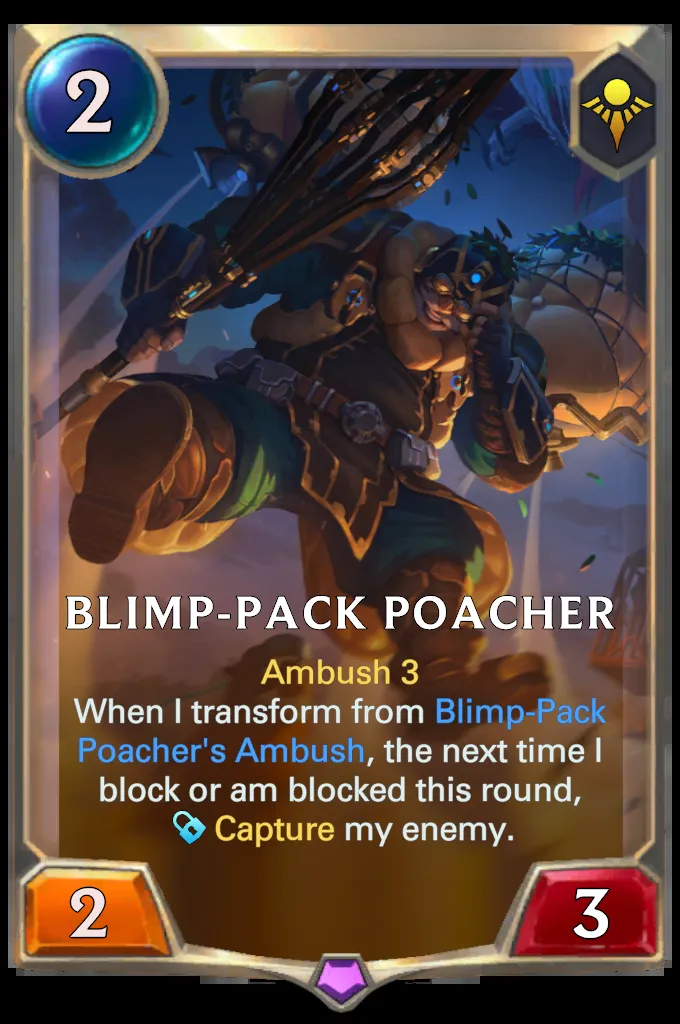 2
BLIMP-PACK POACHER
Ambush 3
When I transform from Blimp-Pack
Poacher's Ambush, the next time I
block or am blocked this round,
Capture my enemy.
2
3